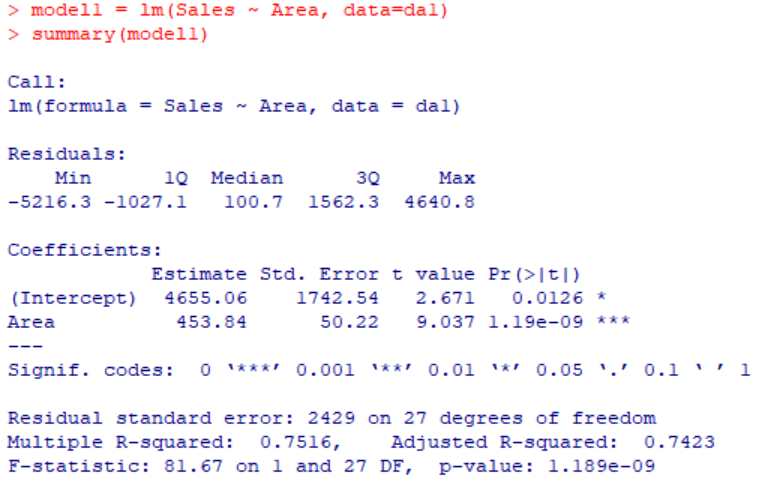 > model1 = lm(Sales ~ Area, data=da1)
> summary(model1)
Call:
lm(formula = Sales ~ Area, data = da1)
Residuals:
    Min      1Q  Median      3Q     Max
-5216.3 -1027.1   100.7  1562.3  4640.8
Coefficients:
            Estimate Std. Error t value Pr(>|t|)
(Intercept)  4655.06    1742.54   2.671   0.0126 *
Area          453.84      50.22   9.037 1.19e-09 ***
---
Signif. codes:  0 ‘***’ 0.001 ‘**’ 0.01 ‘*’ 0.05 ‘.’ 0.1 ‘ ’ 1
Residual standard error: 2429 on 27 degrees of freedom
Multiple R-squared:  0.7516,    Adjusted R-squared:  0.7423
F-statistic: 81.67 on 1 and 27 DF,  p-value: 1.189e-09